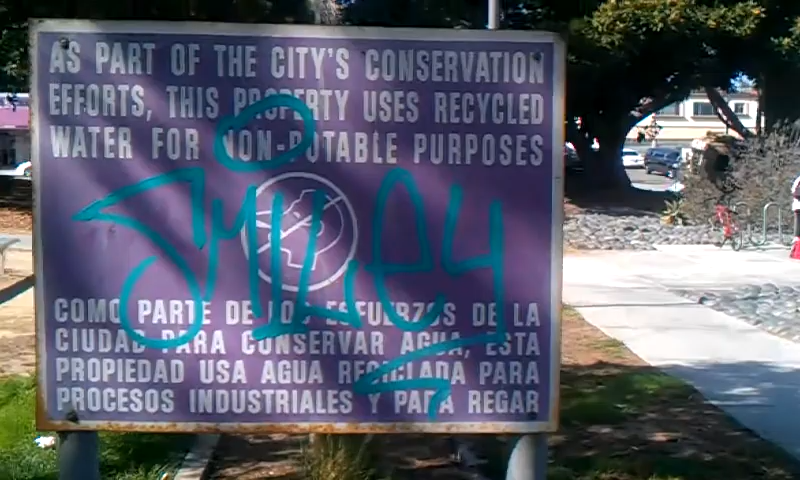 AS PART OF THE CITY'S CONSERVATION
EFFORTS, THIS PROPERTY USES RECYCLED
WATER FOR NON-POTABLE PURPOSES
SMILEY
COMO PARTE DE LOS ESFUERZOS DE LA
CIUDAD PARA CONSERVAR AGUA, ESTA
PROPIEDAD USA AGUA RECICLADA PARA
PROCESOS INDUSTRIALES Y PARA REGAR